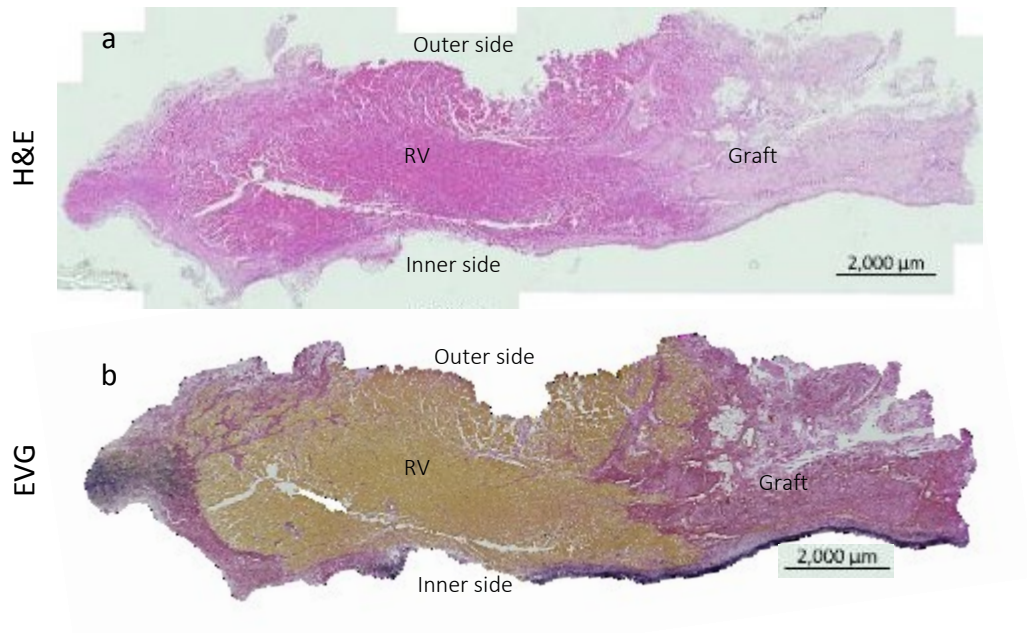 a
Outer side
H&E
RV
Graft
Inner side
2,000 µm
b
Outer side
EVG
RV
Graft
Inner side
2,000 µm